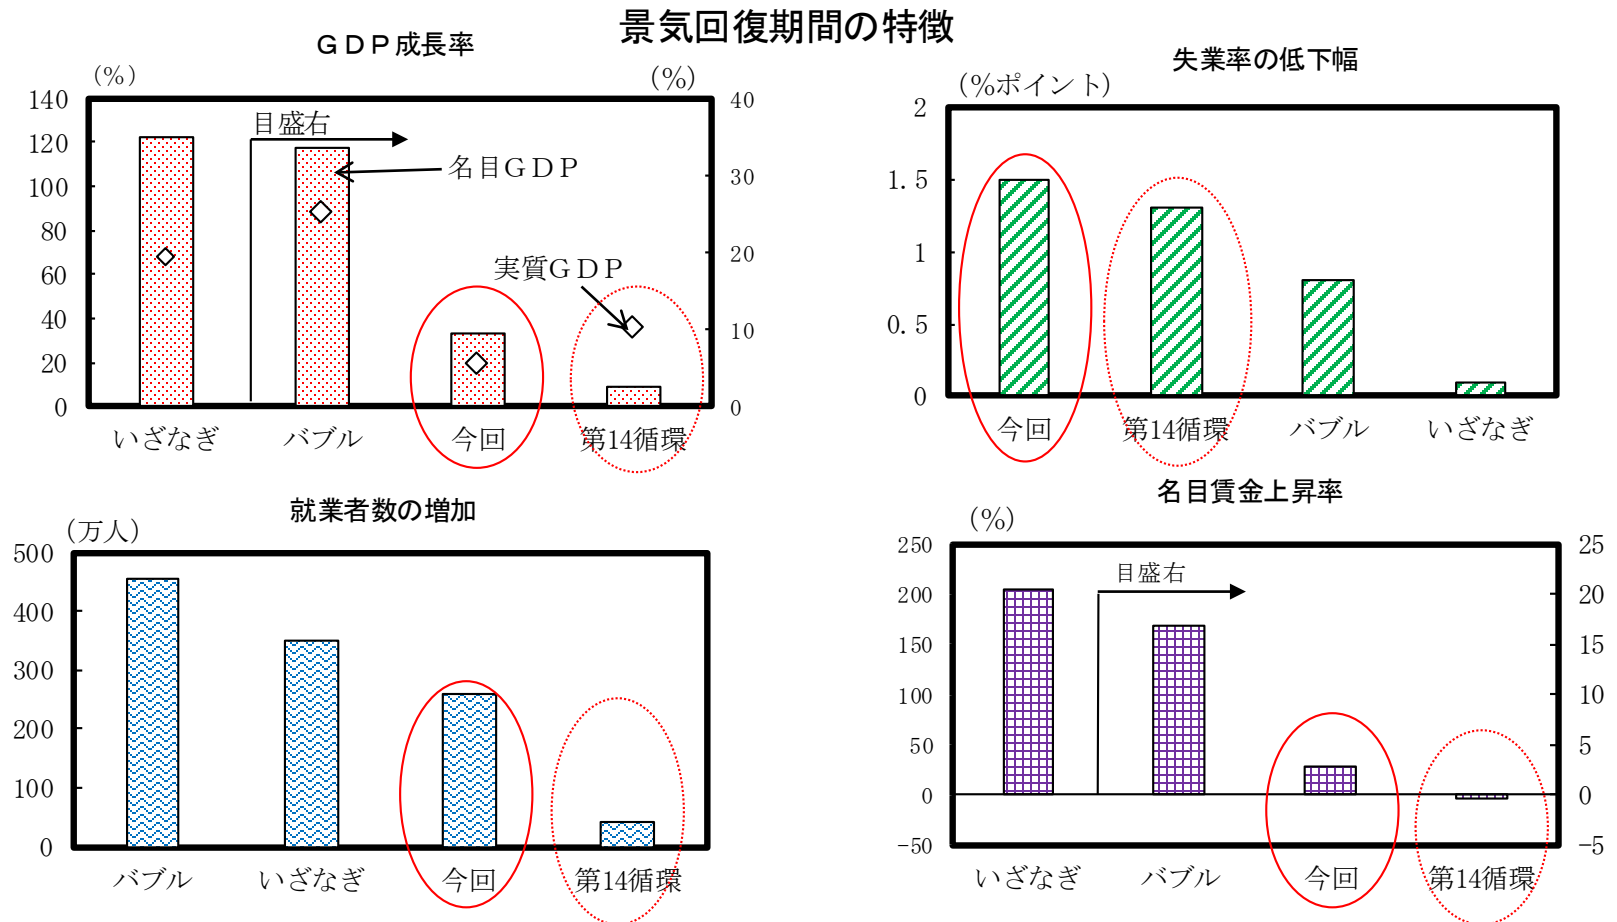 景気回復期間の特徴
ＧＤＰ成長率
(%)
(%)
140
120
100
80
60
40
20
0
40
30
20
10
0
目盛右
名目ＧＤＰ
実質ＧＤＰ
いざなぎ
バブル
今回
第14循環
失業率の低下幅
(%ポイント)
2
1.5
1
0.5
0
今回
第14循環
バブル
いざなぎ
就業者数の増加
(万人)
500
400
300
200
100
0
バブル
いざなぎ
今回
第14循環
名目賃金上昇率
(%)
250
200
150
100
50
0
-50
25
20
15
10
5
0
-5
目盛右
いざなぎ
バブル
今回
第14循環